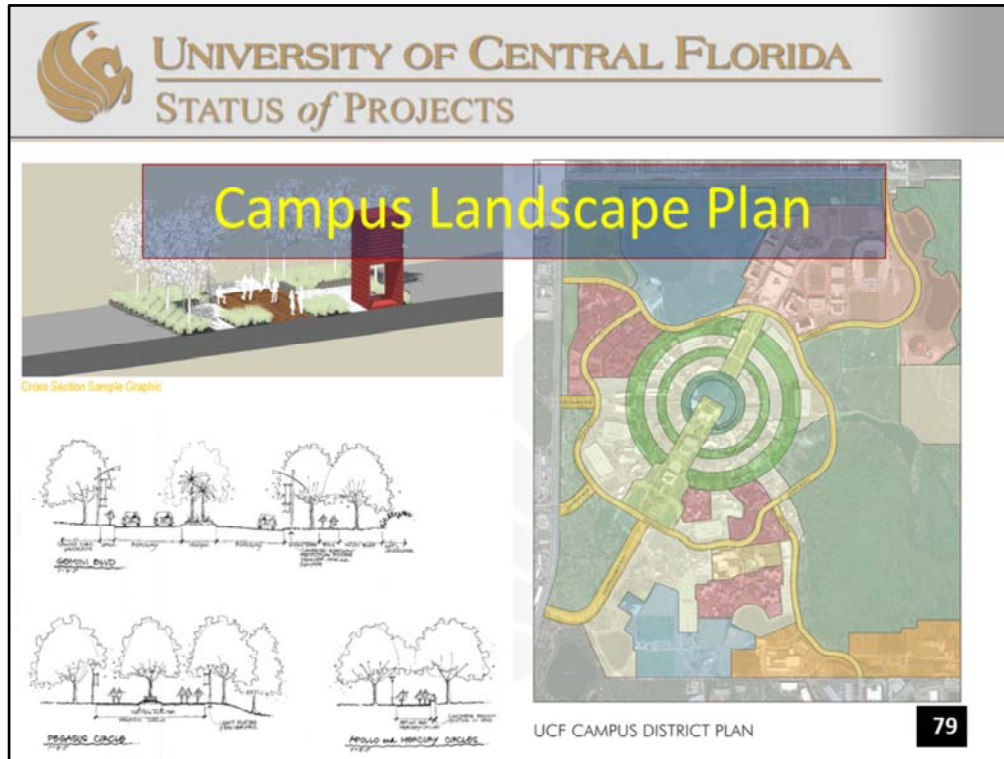 UNIVERSITY OF CENTRAL FLORIDA
STATUS of PROJECTS
Campus Landscape Plan
Cross Section Sample Graphic
GEMINI BLVD
PEGASUS CIRCLE
APOLLO and MERCURY CIRCLES
UCF CAMPUS DISTRICT PLAN
79